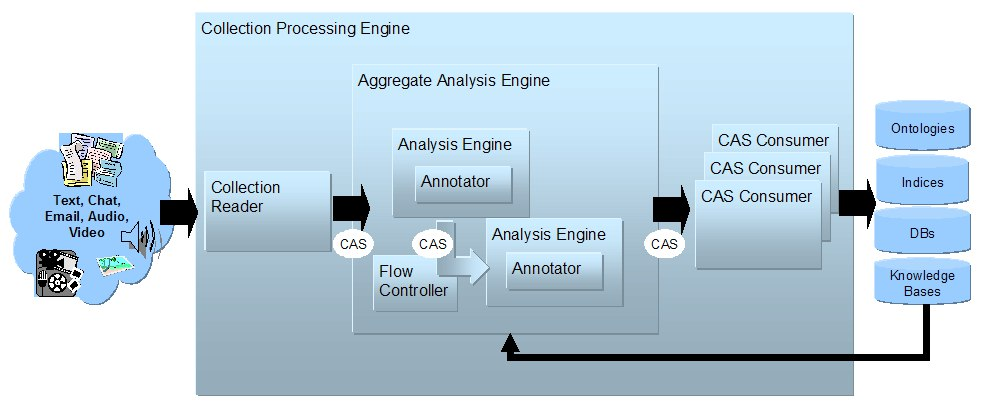 Collection Processing Engine
Aggregate Analysis Engine
Text, Chat,
Email, Audio,
Video
Collection
Reader
CAS
Analysis Engine
Annotator
CAS
Flow
Controller
Analysis Engine
Annotator
CAS
CAS Consumer
CAS Consumer
CAS Consumer
Ontologies
Indices
DBs
Knowledge
Bases